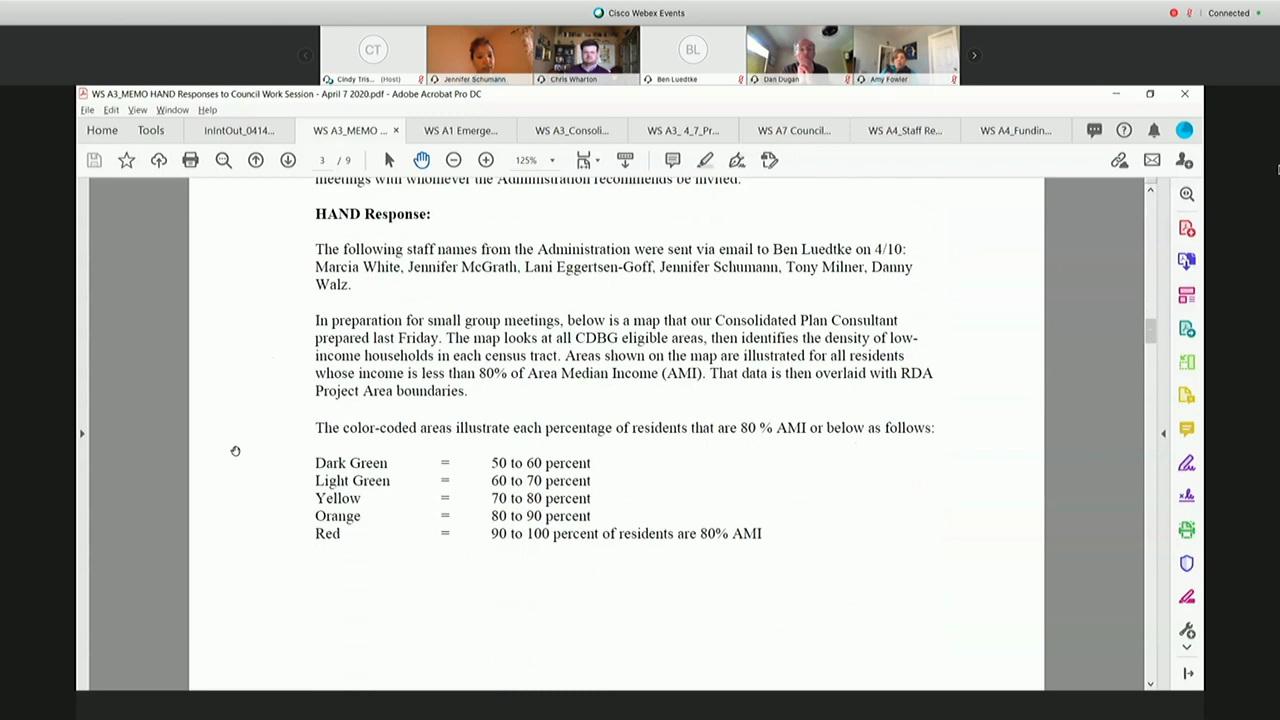 Cisco Webex Events
Connected
CT
BL
Cindy Tris... (Host)
Jennifer Schumann
Chris Wharton
Ben Luedtke
Dan Dugan
Amy Fowler
WS A3_MEMO HAND Responses to Council Work Session - April 7 2020.pdf - Adobe Acrobat Pro DC
File Edit View Window Help
Home Tools InIntOut_0414... WS A3_MEMO ... × WS A1 Emerge... WS A3_Consoli... WS A3_ 4_7_Pr... WS A7 Council... WS A4_Staff Re... WS A4_Fundin...
3 / 9 125%
meetings with whomever the Administration recommends be invited.
HAND Response:
The following staff names from the Administration were sent via email to Ben Luedtke on 4/10:
Marcia White, Jennifer McGrath, Lani Eggertsen-Goff, Jennifer Schumann, Tony Milner, Danny
Walz.
In preparation for small group meetings, below is a map that our Consolidated Plan Consultant
prepared last Friday. The map looks at all CDBG eligible areas, then identifies the density of low-
income households in each census tract. Areas shown on the map are illustrated for all residents
whose income is less than 80% of Area Median Income (AMI). That data is then overlaid with RDA
Project Area boundaries.
The color-coded areas illustrate each percentage of residents that are 80 % AMI or below as follows:
Dark Green = 50 to 60 percent
Light Green = 60 to 70 percent
Yellow = 70 to 80 percent
Orange = 80 to 90 percent
Red = 90 to 100 percent of residents are 80% AMI